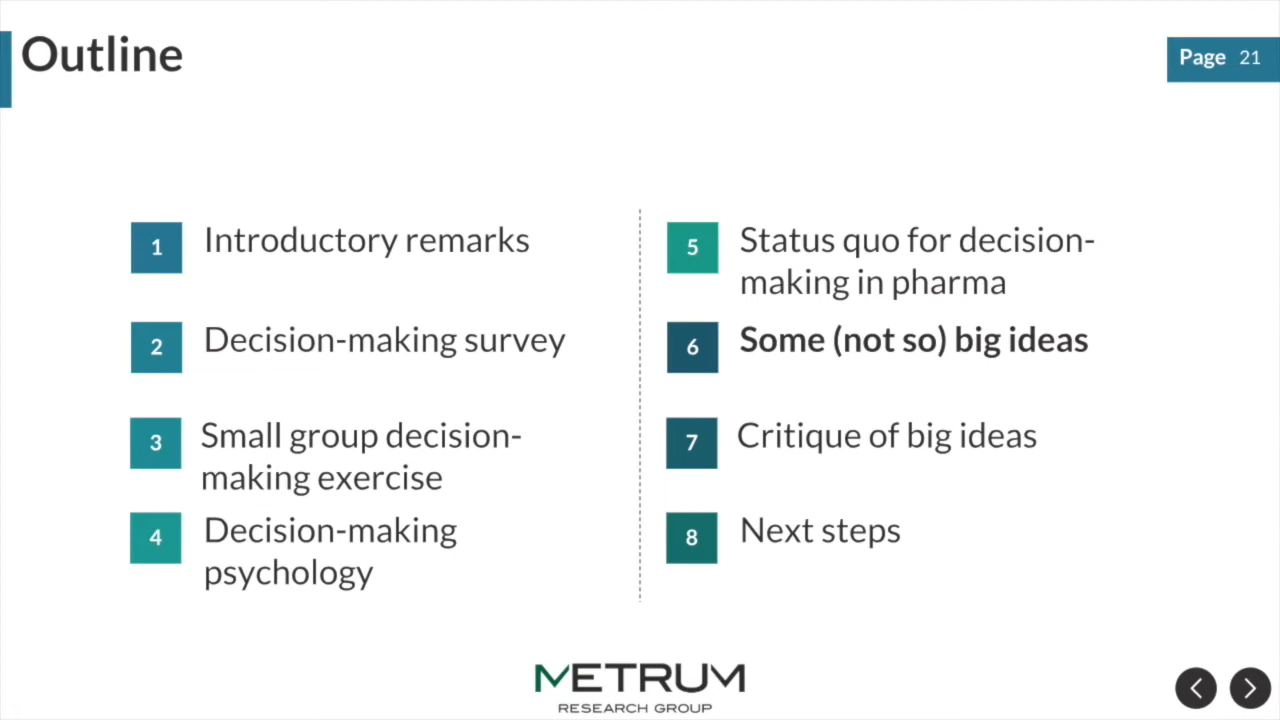 Outline
Page 21
1 Introductory remarks
2 Decision-making survey
3 Small group decision-
making exercise
4 Decision-making
psychology
5 Status quo for decision-
making in pharma
6 Some (not so) big ideas
7 Critique of big ideas
8 Next steps
METRUM
RESEARCH GROUP